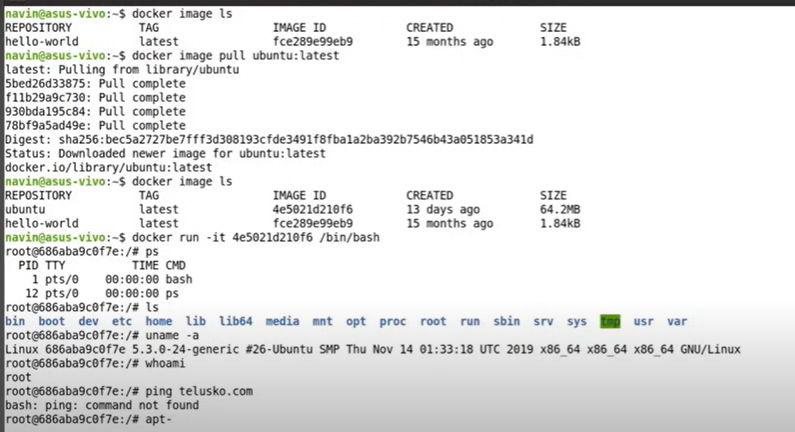 navin@asus-vivo:~$ docker image ls
REPOSITORY          TAG                 IMAGE ID            CREATED             SIZE
hello-world         latest              fce289e99eb9        15 months ago       1.84kB
navin@asus-vivo:~$ docker image pull ubuntu:latest
latest: Pulling from library/ubuntu
5bed26d33875: Pull complete
f11b29a9c730: Pull complete
930bda195c84: Pull complete
78bf9a5ad49e: Pull complete
Digest: sha256:bec5a2727be7fff3d308193cfde3491f8fba1a2ba392b7546b43a051853a341d
Status: Downloaded newer image for ubuntu:latest
docker.io/library/ubuntu:latest
navin@asus-vivo:~$ docker image ls
REPOSITORY          TAG                 IMAGE ID            CREATED             SIZE
ubuntu              latest              4e5021d210f6        13 days ago         64.2MB
hello-world         latest              fce289e99eb9        15 months ago       1.84kB
navin@asus-vivo:~$ docker run -it 4e5021d210f6 /bin/bash
root@686aba9c0f7e:/# ps
  PID TTY          TIME CMD
    1 pts/0    00:00:00 bash
   12 pts/0    00:00:00 ps
root@686aba9c0f7e:/# ls
bin  boot  dev  etc  home  lib  lib64  media  mnt  opt  proc  root  run  sbin  srv  sys  tmp  usr  var
root@686aba9c0f7e:/# uname -a
Linux 686aba9c0f7e 5.3.0-24-generic #26-Ubuntu SMP Thu Nov 14 01:33:18 UTC 2019 x86_64 x86_64 x86_64 GNU/Linux
root@686aba9c0f7e:/# whoami
root
root@686aba9c0f7e:/# ping telusko.com
bash: ping: command not found
root@686aba9c0f7e:/# apt-